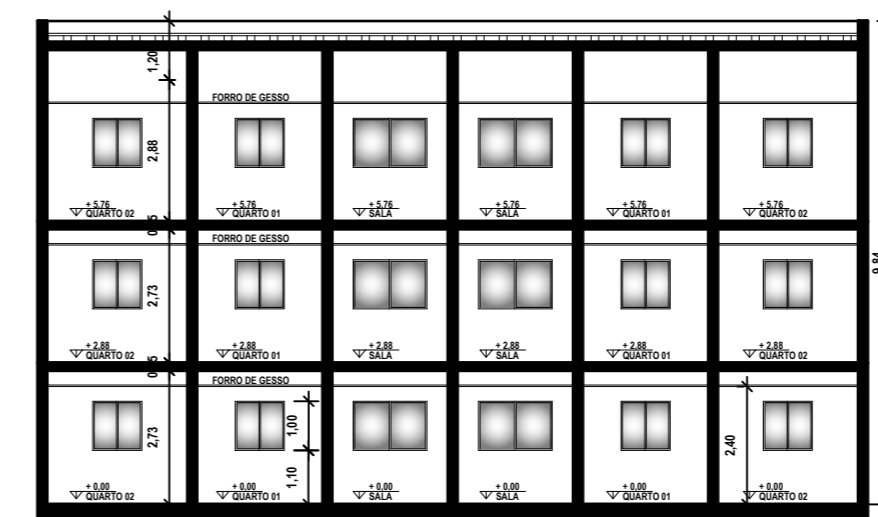 1,20
FORRO DE GESSO
2,88
+ 5,76
QUARTO 02
+ 5,76
QUARTO 01
+ 5,76
SALA
+ 5,76
SALA
+ 5,76
QUARTO 01
+ 5,76
QUARTO 02
FORRO DE GESSO
9,84
2,73
+ 2,88
QUARTO 02
+ 2,88
QUARTO 01
+ 2,88
SALA
+ 2,88
SALA
+ 2,88
QUARTO 01
+ 2,88
QUARTO 02
FORRO DE GESSO
1,00
2,73
2,40
1,10
+ 0,00
QUARTO 02
+ 0,00
QUARTO 01
+ 0,00
SALA
+ 0,00
SALA
+ 0,00
QUARTO 01
+ 0,00
QUARTO 02